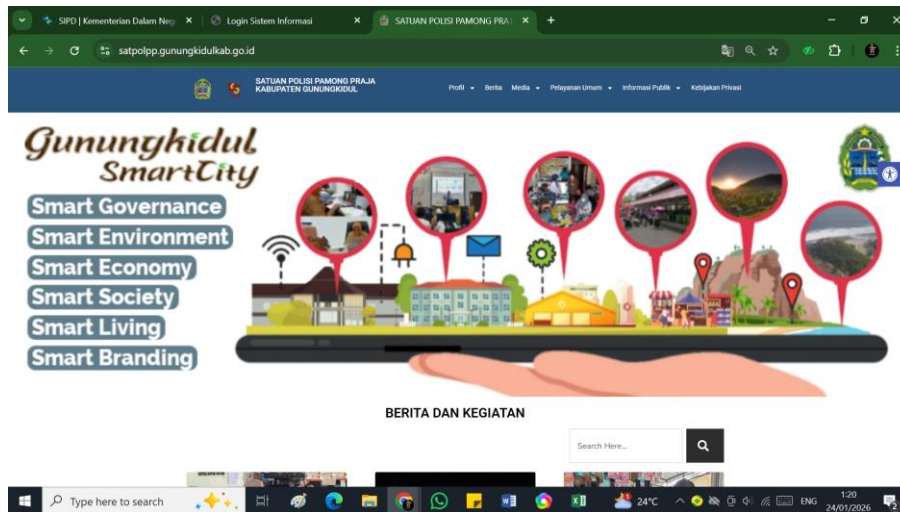 SIPD | Kementerian Dalam Neg
Login Sistem Informasi
SATUAN POLISI PAMONG PRAJ
satpolpp.gunungkidulkab.go.id
SATUAN POLISI PAMONG PRAJA
KABUPATEN GUNUNGKIDUL
Profil
Berita
Media
Pelayanan Umum
Informasi Publik
Kebijakan Privasi
Gunungkidul
SmartCity
Smart Governance
Smart Environment
Smart Economy
Smart Society
Smart Living
Smart Branding
BERITA DAN KEGIATAN
Search Here...
Type here to search
24°C
ENG
1:20
24/01/2026
2